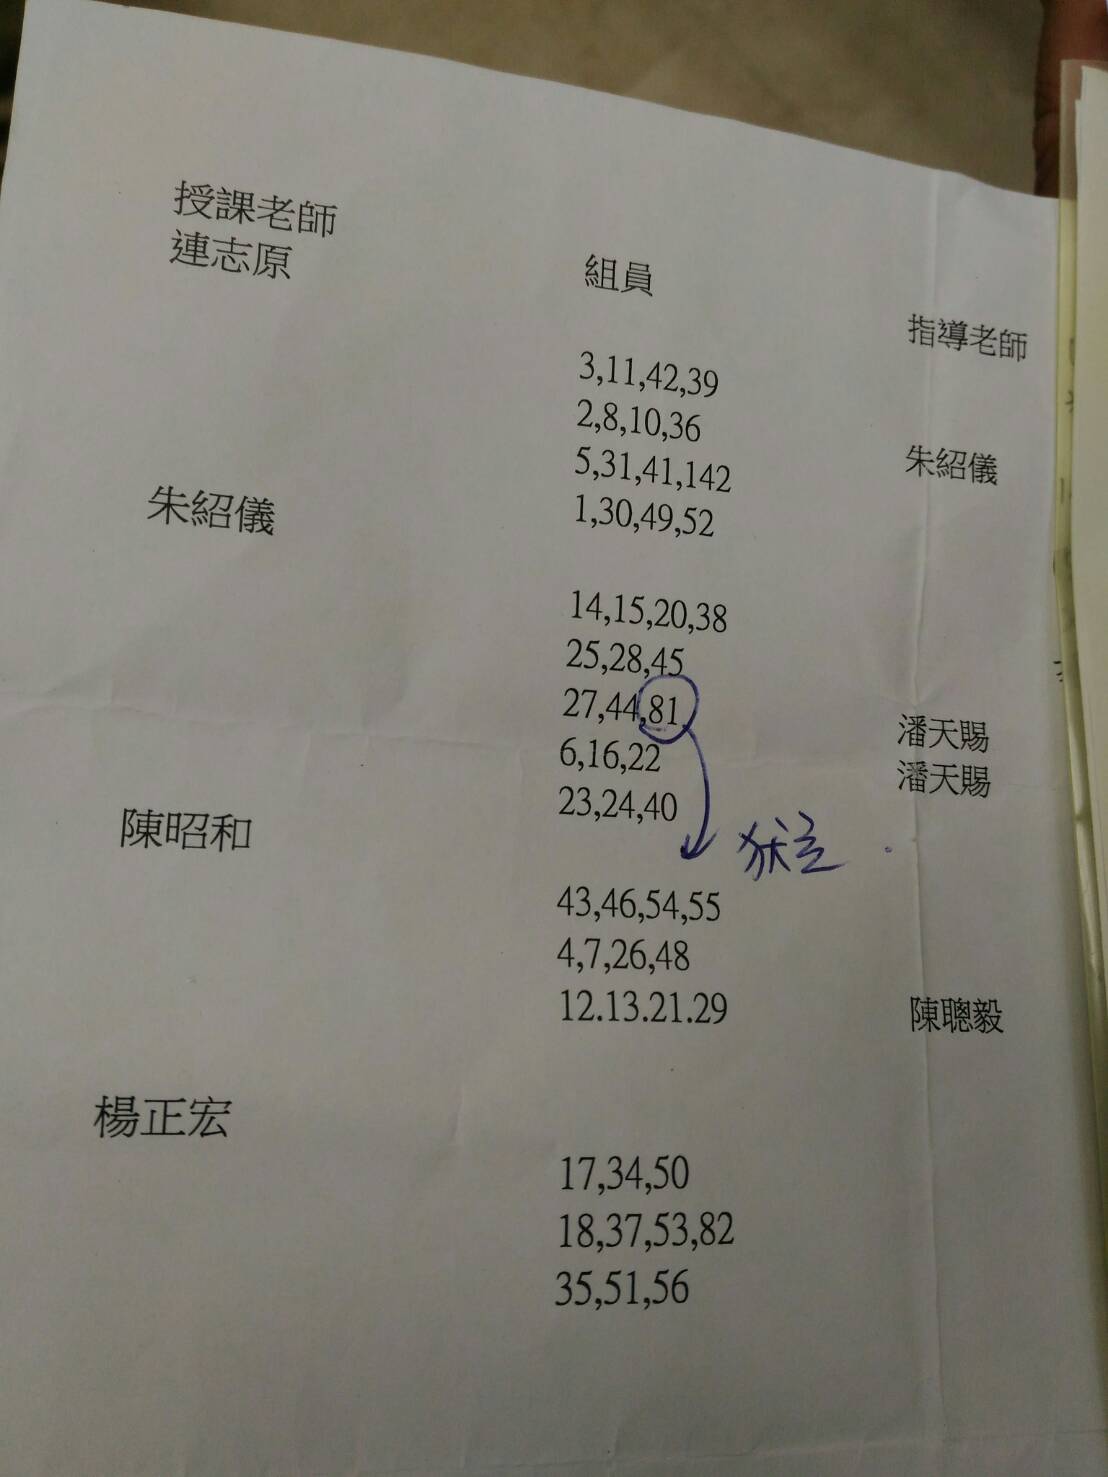 授課老師
連志原
組員
指導老師
3,11,42,39
2,8,10,36
5,31,41,142 朱紹儀
1,30,49,52
朱紹儀
14,15,20,38
25,28,45
27,44,81 潘天賜
6,16,22 潘天賜
23,24,40
陳昭和
43,46,54,55
4,7,26,48
12.13.21.29 陳聰毅
楊正宏
17,34,50
18,37,53,82
35,51,56